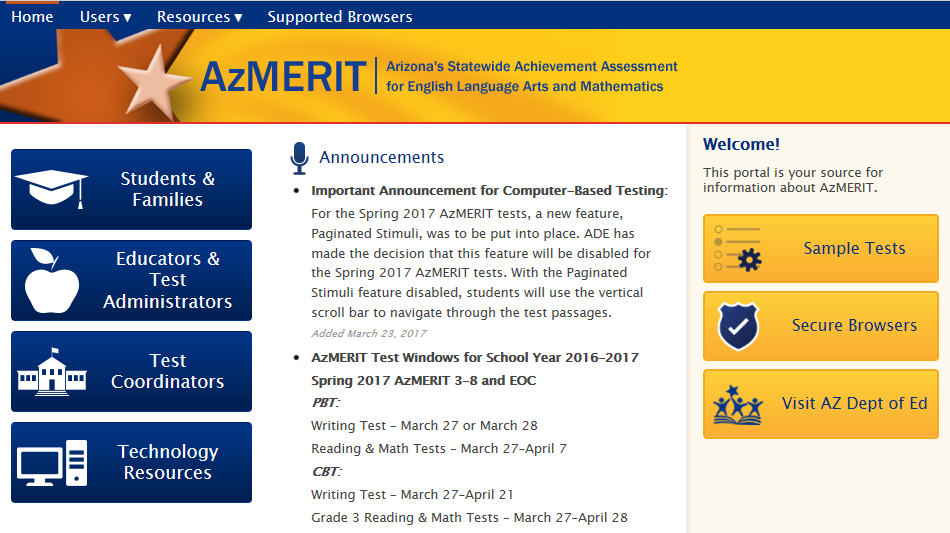 Home Users ▾ Resources ▾ Supported Browsers
AzMERIT
Arizona's Statewide Achievement Assessment
for English Language Arts and Mathematics
Students &
Families
Educators &
Test
Administrators
Test
Coordinators
Technology
Resources
Announcements
• Important Announcement for Computer-Based Testing:
For the Spring 2017 AzMERIT tests, a new feature,
Paginated Stimuli, was to be put into place. ADE has
made the decision that this feature will be disabled for
the Spring 2017 AzMERIT tests. With the Paginated
Stimuli feature disabled, students will use the vertical
scroll bar to navigate through the test passages.
Added March 23, 2017
• AzMERIT Test Windows for School Year 2016-2017
Spring 2017 AzMERIT 3-8 and EOC
PBT:
Writing Test - March 27 or March 28
Reading & Math Tests - March 27-April 7
CBT:
Writing Test - March 27-April 21
Grade 3 Reading & Math Tests - March 27-April 28
Welcome!
This portal is your source for
information about AzMERIT.
Sample Tests
Secure Browsers
Visit AZ Dept of Ed